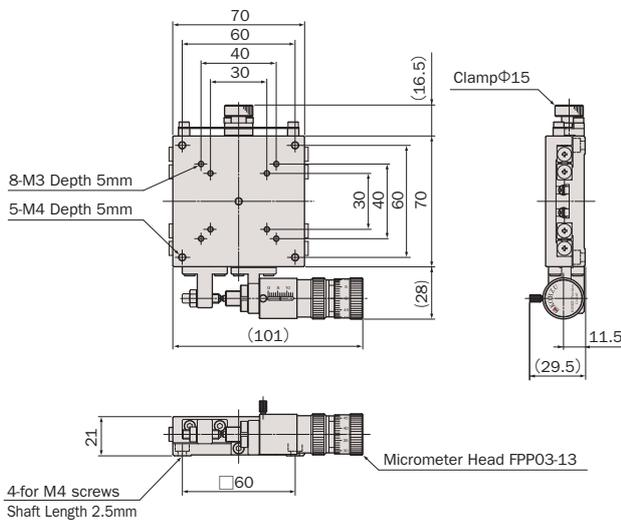 70
60
40
30
(16.5)
ClampΦ15
8-M3 Depth 5mm
5-M4 Depth 5mm
30
40
60
70
(28)
(101)
11.5
(29.5)
21
Micrometer Head FPP03-13
4-for M4 screws
Shaft Length 2.5mm
□60